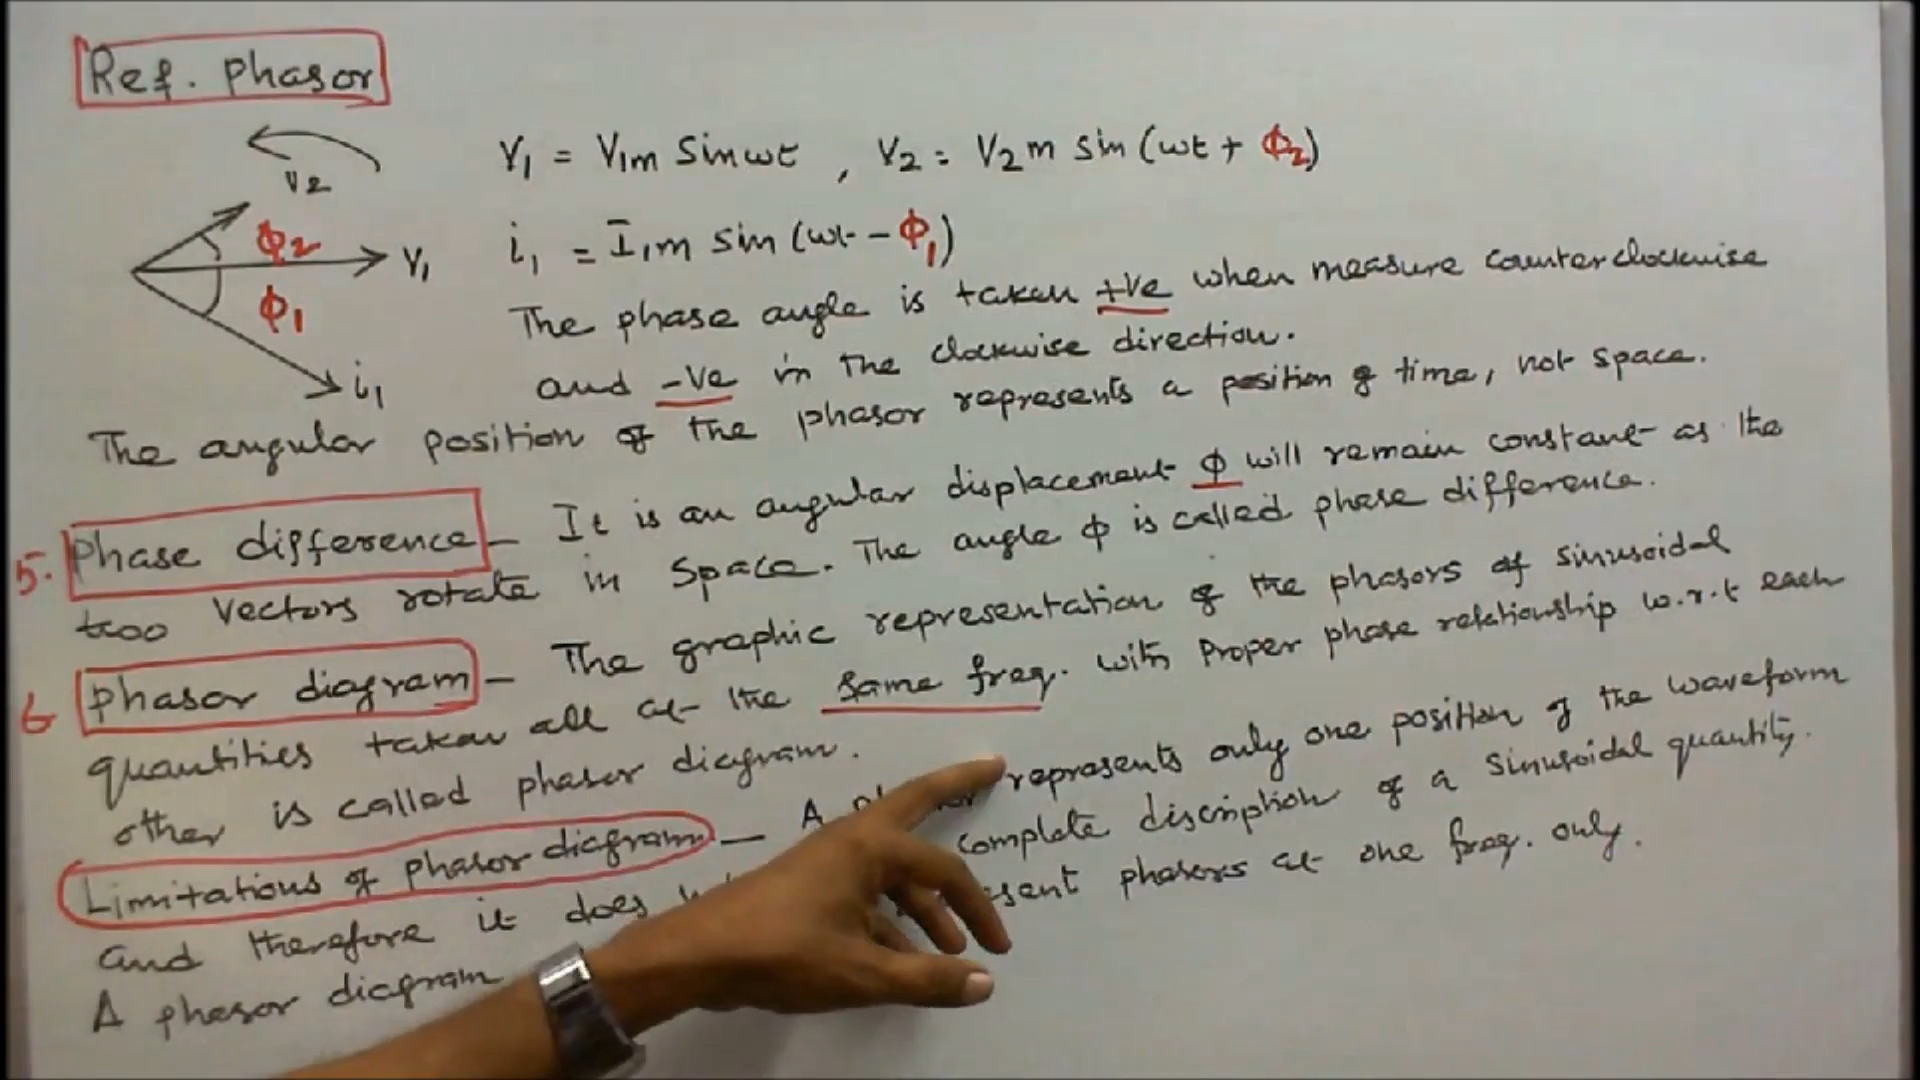 Ref. Phasor
V1 = V1m Sinwt , V2 = V2m sin (wt + Φ2)
V2
Φ2
V1
Φ1
i1
i1 = I1m sin (wt - Φ1)
The phase angle is taken +ve when measure counterclockwise
and -ve in the clockwise direction.
The angular position of the phasor represents a position of time, not space.
5. Phase difference - It is an angular displacement Φ will remain constant as the
two vectors rotate in space. The angle Φ is called phase difference.
6 phasor diagram - The graphic representation of the phasors of sinusoidal
quantities taken all at the same freq. with Proper phase relationship w.r.t each
other is called phasor diagram.
Limitations of phasor diagram - A represents only one position of the waveform
and therefore it does complete discription of a sinusoidal quantity.
A phasor diagram phasors at one freq. only.